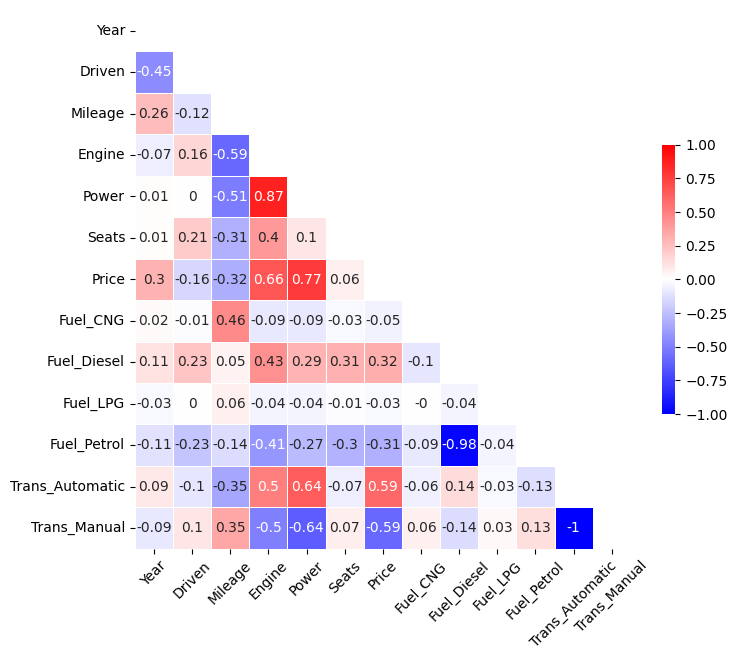 Year
Driven -0.45
Mileage 0.26 -0.12
Engine -0.07 0.16 -0.59
Power 0.01 0 -0.51 0.87
Seats 0.01 0.21 -0.31 0.4 0.1
Price 0.3 -0.16 -0.32 0.66 0.77 0.06
Fuel_CNG 0.02 -0.01 0.46 -0.09 -0.09 -0.03 -0.05
Fuel_Diesel 0.11 0.23 0.05 0.43 0.29 0.31 0.32 -0.1
Fuel_LPG -0.03 0 0.06 -0.04 -0.04 -0.01 -0.03 -0 -0.04
Fuel_Petrol -0.11 -0.23 -0.14 -0.41 -0.27 -0.3 -0.31 -0.09 -0.98 -0.04
Trans_Automatic 0.09 -0.1 -0.35 0.5 0.64 -0.07 0.59 -0.06 0.14 -0.03 -0.13
Trans_Manual -0.09 0.1 0.35 -0.5 -0.64 0.07 -0.59 0.06 -0.14 0.03 0.13 -1
Year Driven Mileage Engine Power Seats Price Fuel_CNG Fuel_Diesel Fuel_LPG Fuel_Petrol Trans_Automatic Trans_Manual
1.00
0.75
0.50
0.25
0.00
−0.25
−0.50
−0.75
−1.00